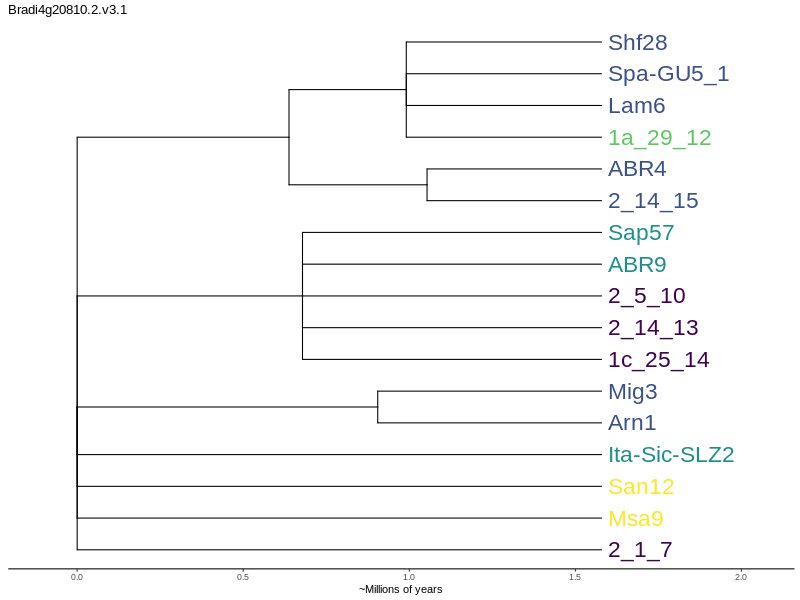 Bradi4g20810.2.v3.1
Shf28
Spa-GU5_1
Lam6
1a_29_12
ABR4
2_14_15
Sap57
ABR9
2_5_10
2_14_13
1c_25_14
Mig3
Arn1
Ita-Sic-SLZ2
San12
Msa9
2_1_7
0.0 0.5 1.0 1.5 2.0
~Millions of years